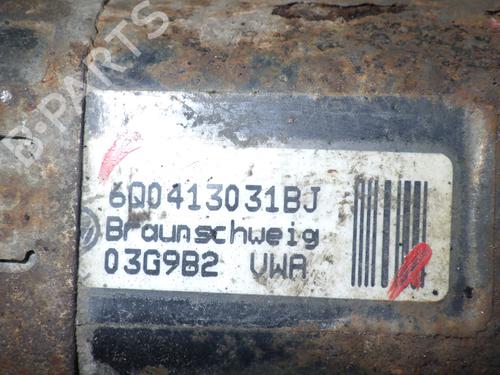 B-PARTS
6Q0413031BJ
Braunschweig
03G9B2 VWA